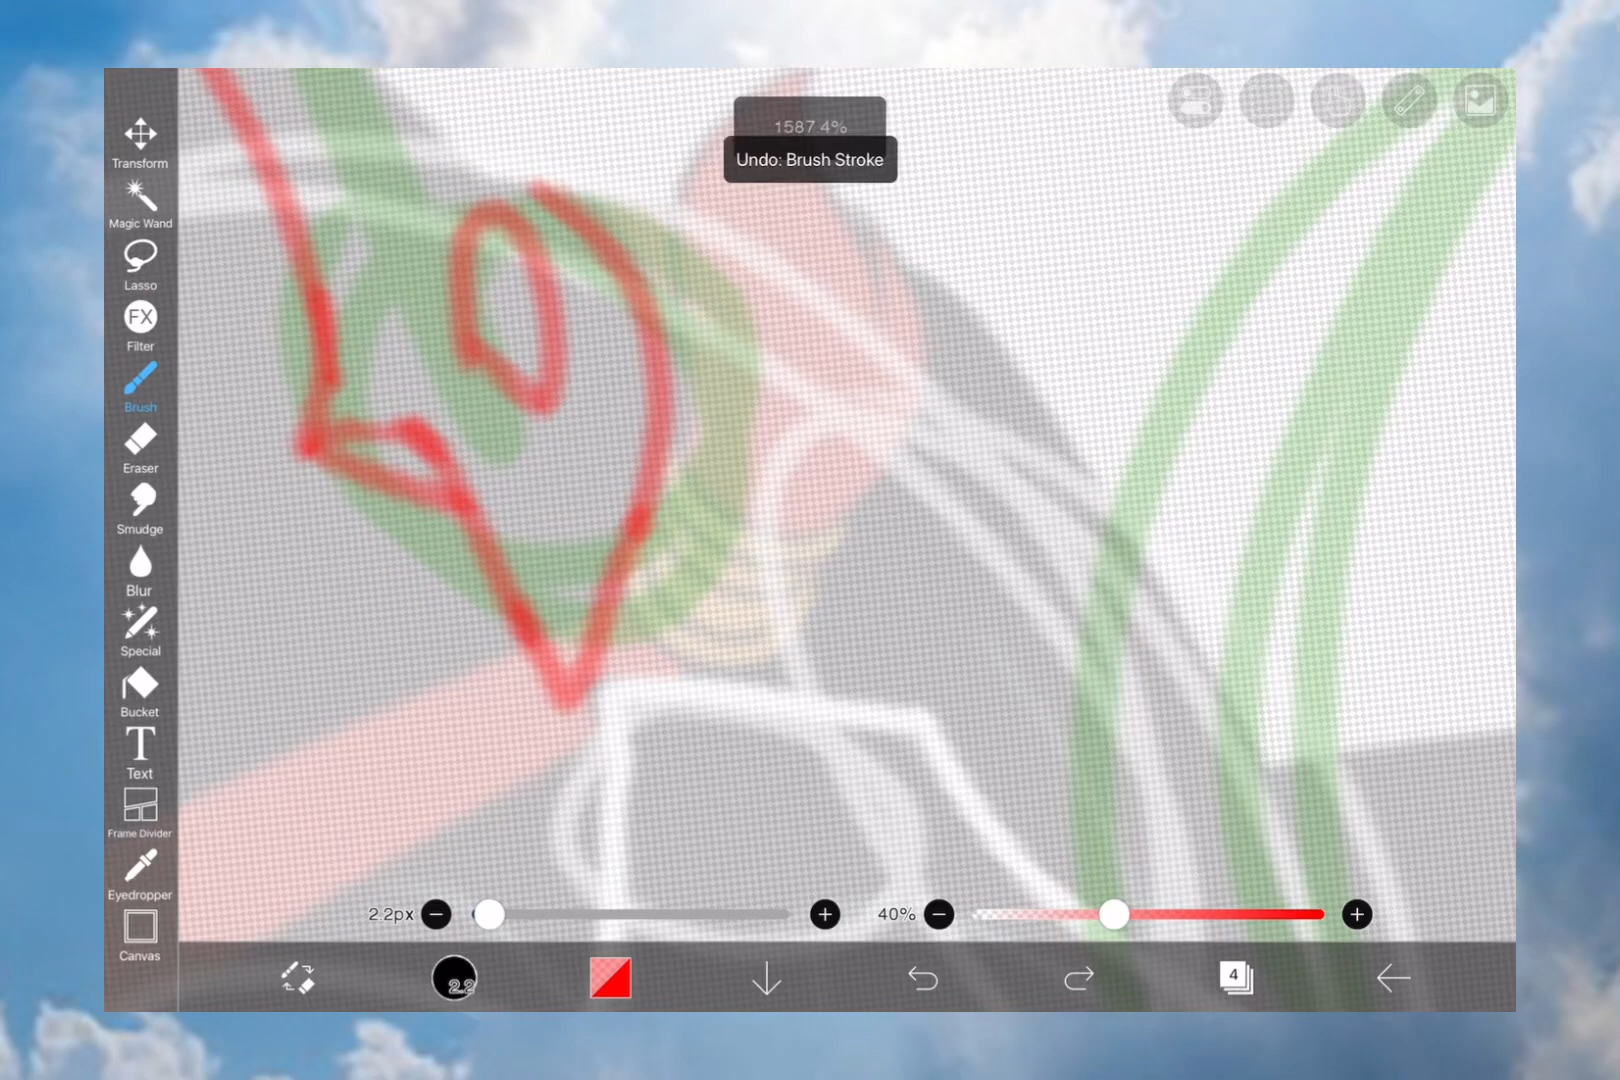 1587.4%
Undo: Brush Stroke
Transform
Magic Wand
Lasso
FX
Filter
Brush
Eraser
Smudge
Blur
Special
Bucket
T
Text
Frame Divider
Eyedropper
Canvas
2.2px
40%
2.2
4